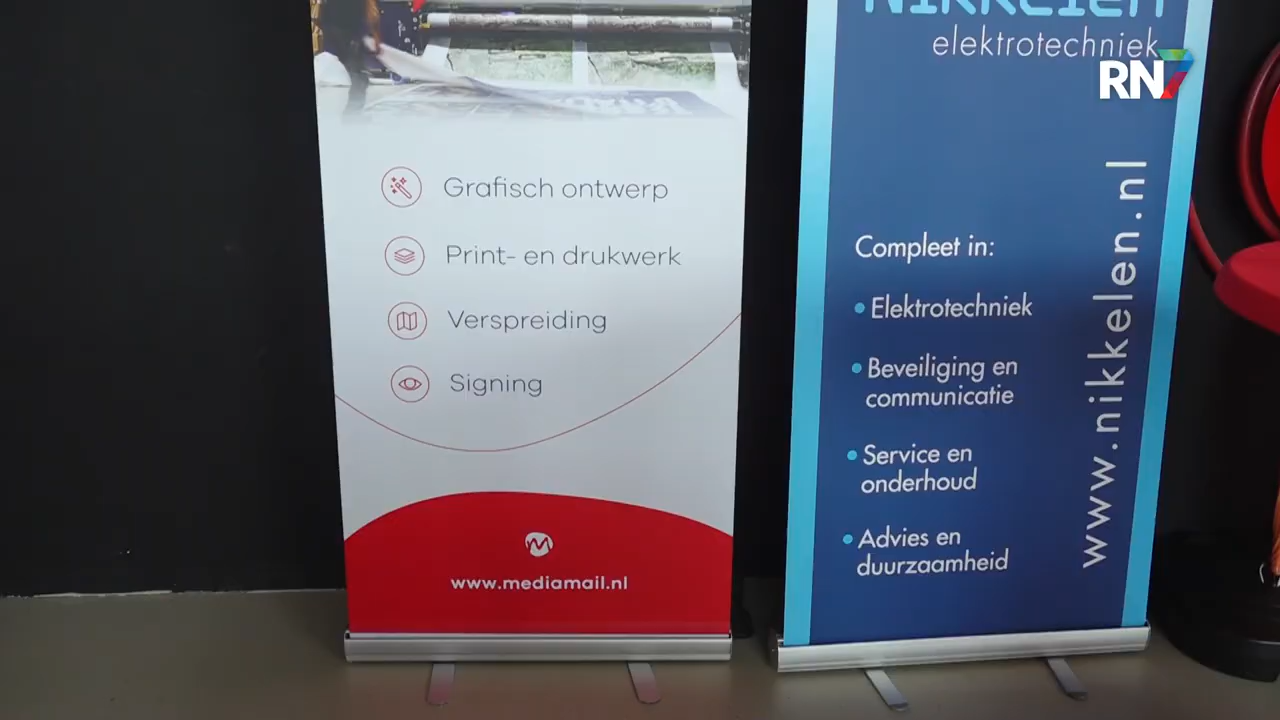 Grafisch ontwerp
Print- en drukwerk
Verspreiding
Signing
www.mediamail.nl
NIKKELEN
elektrotechniek
RN7
Compleet in:
Elektrotechniek
Beveiliging en
communicatie
Service en
onderhoud
Advies en
duurzaamheid
www.nikkelen.nl